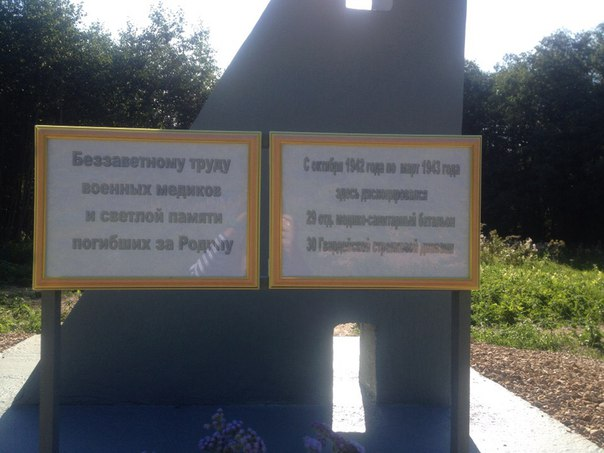 Беззаветному труду
военных медиков
и светлой памяти
погибших за Родину
С октября 1942 года по март 1943 года
здесь дислоцировался
29 отд. медико-санитарный батальон
30 Гвардейской стрелковой дивизии